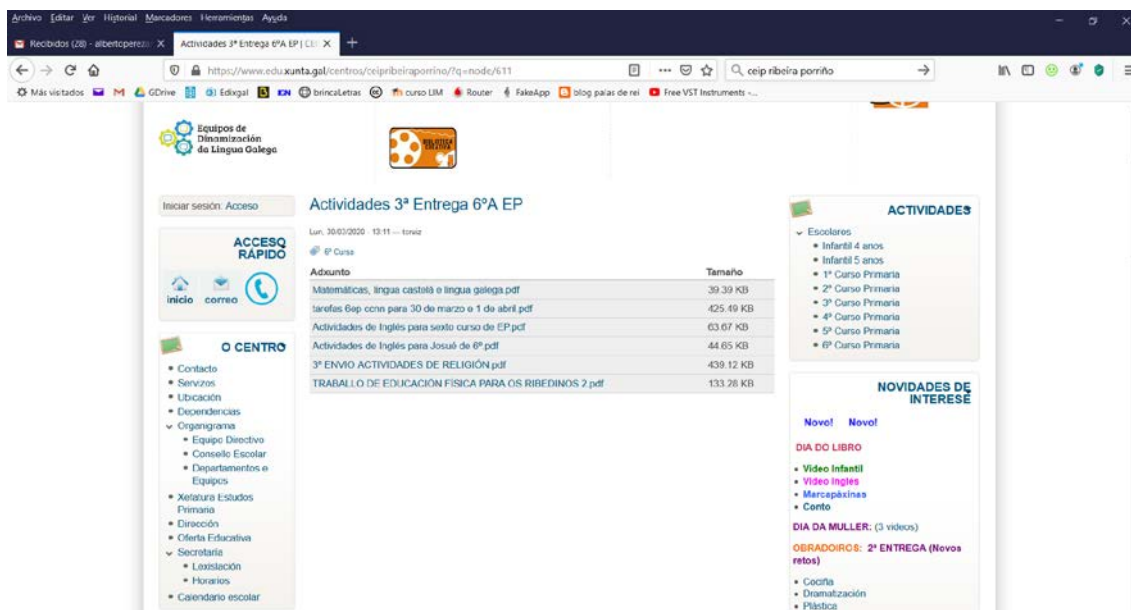 Archivo Editar Ver Historial Marcadores Herramientas Ayuda
Recibidos (28) - albertoperez
Actividades 3ª Entrega 6ºA EP | CE
https://www.edu.xunta.gal/centros/ceipribeiraporrino/?q=node/611
ceip ribeira porriño
Más visitados
GDrive
Edixgal
brincaLetras
curso LIM
Router
FakeApp
blog palas de rei
Free VST Instruments -...
Equipos de
Dinamización
da Lingua Galega
BIBLIOTECA
CREATIVA
Iniciar sesión: Acceso
ACCESO
RÁPIDO
inicio correo
O CENTRO
Contacto
Servizos
Ubicación
Dependencias
Organigrama
Equipo Directivo
Consello Escolar
Departamentos e
Equipos
Xefatura Estudos
Primaria
Dirección
Oferta Educativa
Secretaría
Lexislación
Horarios
Calendario escolar
Actividades 3ª Entrega 6ºA EP
Lun, 30/03/2020 - 13:11 —
6º Curso
Adxunto Tamaño
Matemáticas, lingua castelá e lingua galega.pdf 39.39 KB
tarefas 6ep ccnn para 30 de marzo e 1 de abril.pdf 425.49 KB
Actividades de Inglés para sexto curso de EP.pdf 63.67 KB
Actividades de Inglés para Josué de 6º.pdf 44.65 KB
3º ENVIO ACTIVIDADES DE RELIGIÓN.pdf 439.12 KB
TRABALLO DE EDUCACIÓN FÍSICA PARA OS RIBEDINOS 2.pdf 133.28 KB
ACTIVIDADES
Escolares
Infantil 4 anos
Infantil 5 anos
1º Curso Primaria
2º Curso Primaria
3º Curso Primaria
4º Curso Primaria
5º Curso Primaria
6º Curso Primaria
NOVIDADES DE
INTERESE
Novo! Novo!
DIA DO LIBRO
Video Infantil
Video Ingles
Marcapáxinas
Conto
DIA DA MULLER: (3 videos)
OBRADOIROS: 2ª ENTREGA (Novos
retos)
Cociña
Dramatización
Plástica